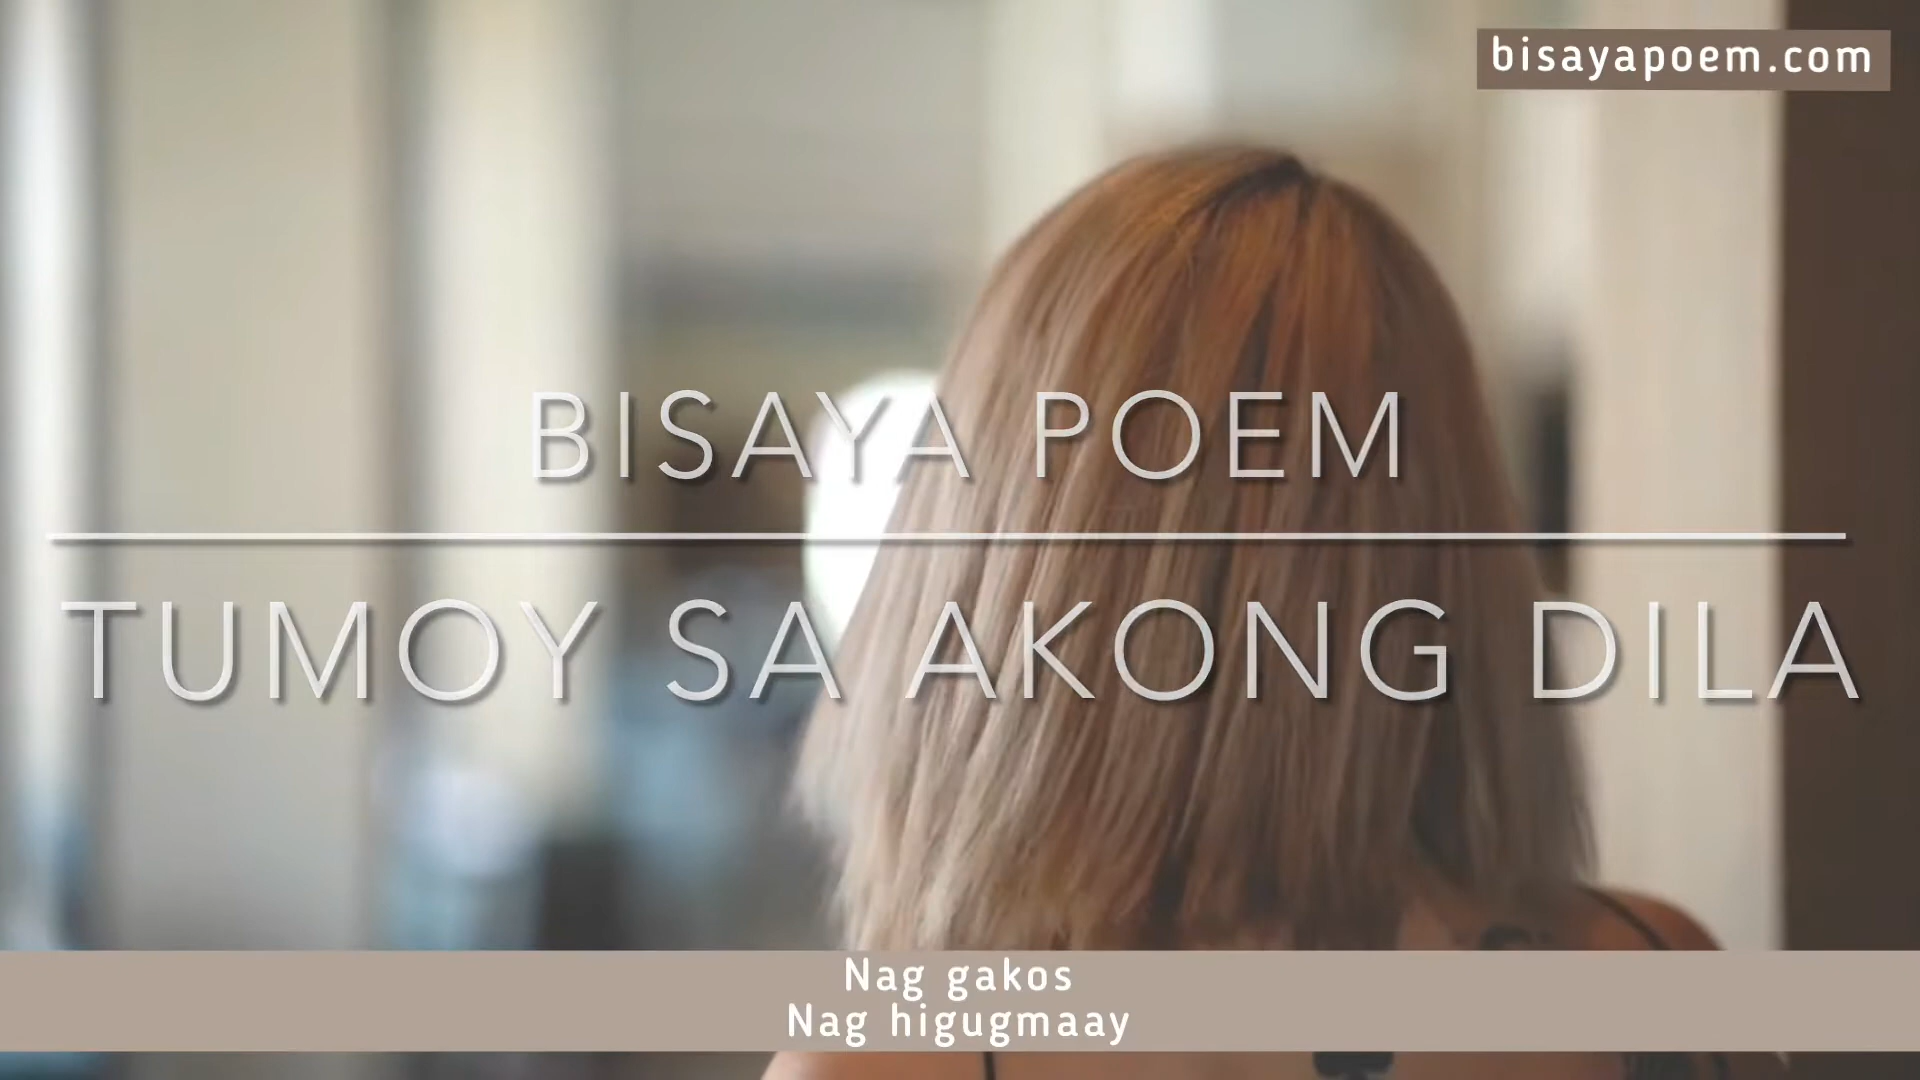 bisayapoem.com
BISAYA POEM
TUMOY SA AKONG DILA
Nag gakos
Nag higugmaay